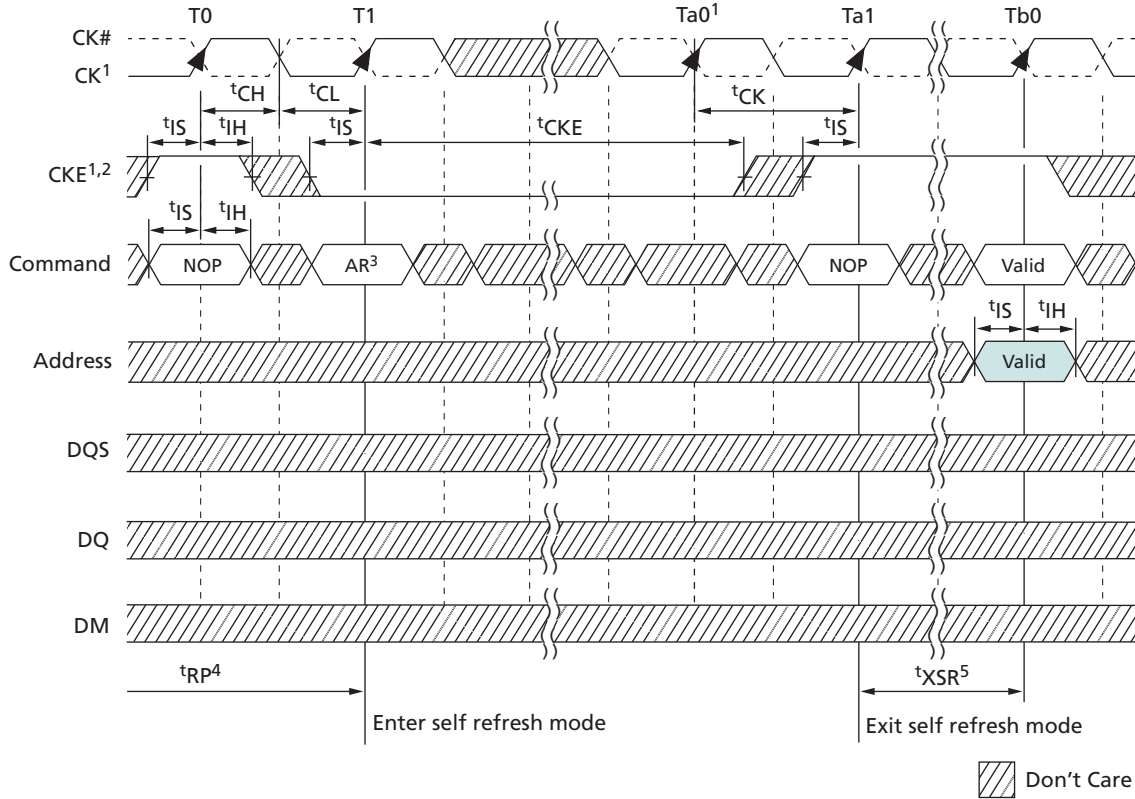 T0 T1 Ta0¹ Ta1 Tb0
CK#
CK¹
tCH tCL tCK
tIS tIH tIS tCKE tIS
CKE¹,²
tIS tIH
Command NOP AR³ NOP Valid
tIS tIH
Address Valid
DQS
DQ
DM
tRP⁴ tXSR⁵
Enter self refresh mode Exit self refresh mode
Don't Care